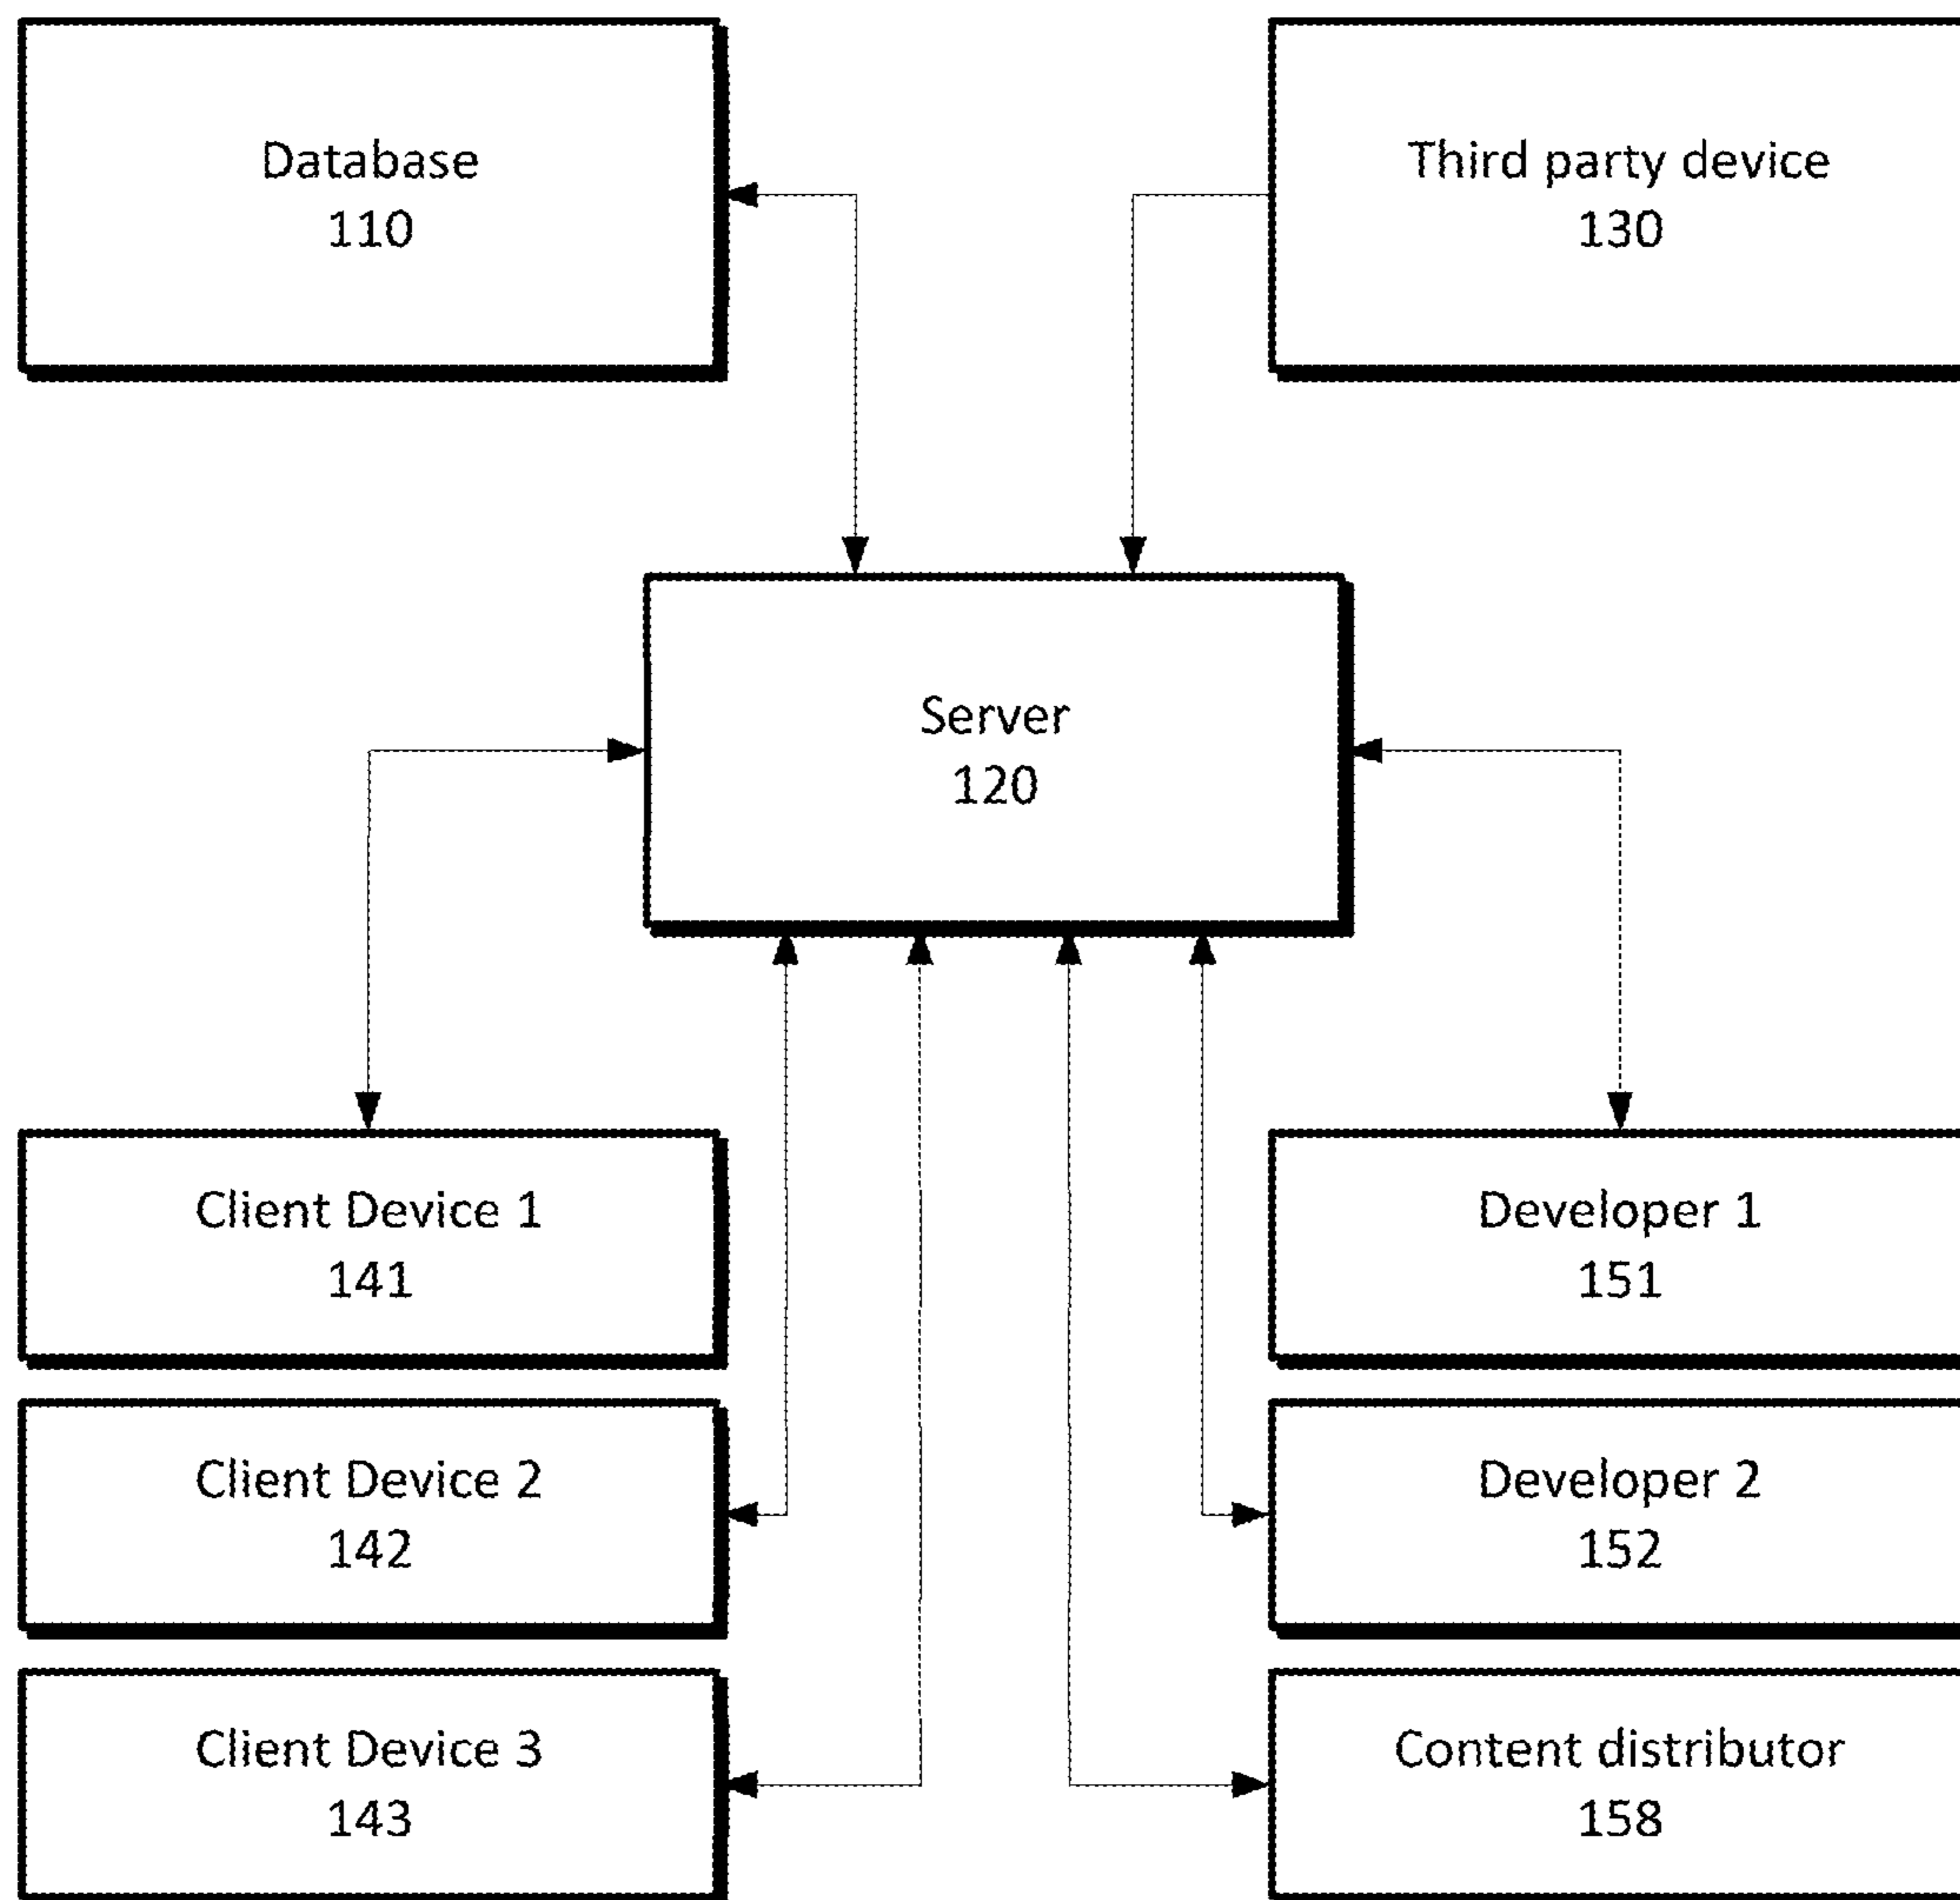 Database
110
Third party device
130
Server
120
Client Device 1
141
Developer 1
151
Client Device 2
142
Developer 2
152
Client Device 3
143
Content distributor
158